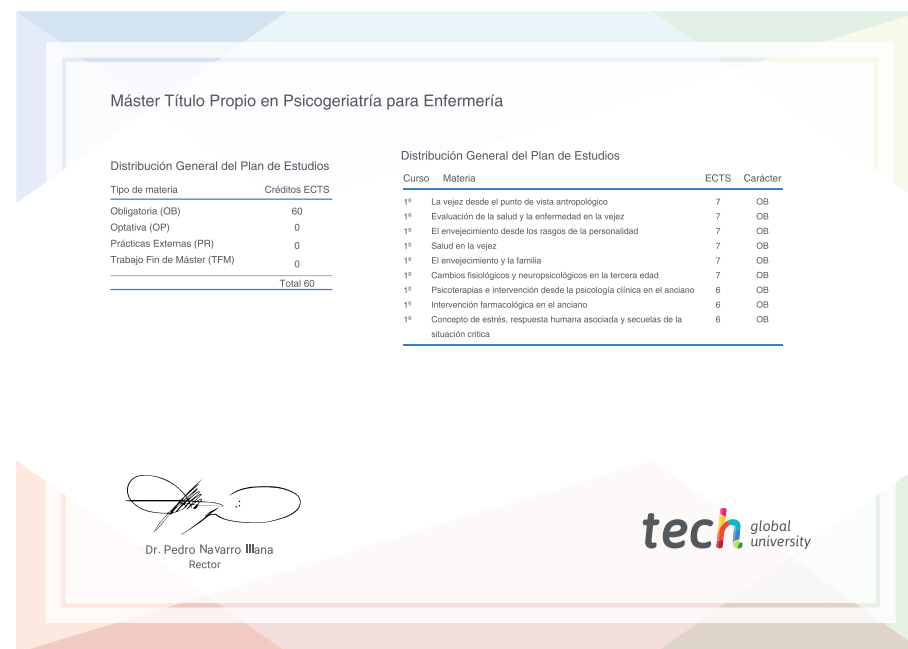 Máster Título Propio en Psicogeriatría para Enfermería
Distribución General del Plan de Estudios
Tipo de materia Créditos ECTS
Obligatoria (OB) 60
Optativa (OP) 0
Prácticas Externas (PR) 0
Trabajo Fin de Máster (TFM) 0
Total 60
Distribución General del Plan de Estudios
Curso Materia ECTS Carácter
1º La vejez desde el punto de vista antropológico 7 OB
1º Evaluación de la salud y la enfermedad en la vejez 7 OB
1º El envejecimiento desde los rasgos de la personalidad 7 OB
1º Salud en la vejez 7 OB
1º El envejecimiento y la familia 7 OB
1º Cambios fisiológicos y neuropsicológicos en la tercera edad 7 OB
1º Psicoterapias e intervención desde la psicología clínica en el anciano 6 OB
1º Intervención farmacológica en el anciano 6 OB
1º Concepto de estrés, respuesta humana asociada y secuelas de la 6 OB
situación critica
Dr. Pedro Navarro Illana
Rector
tech global
university